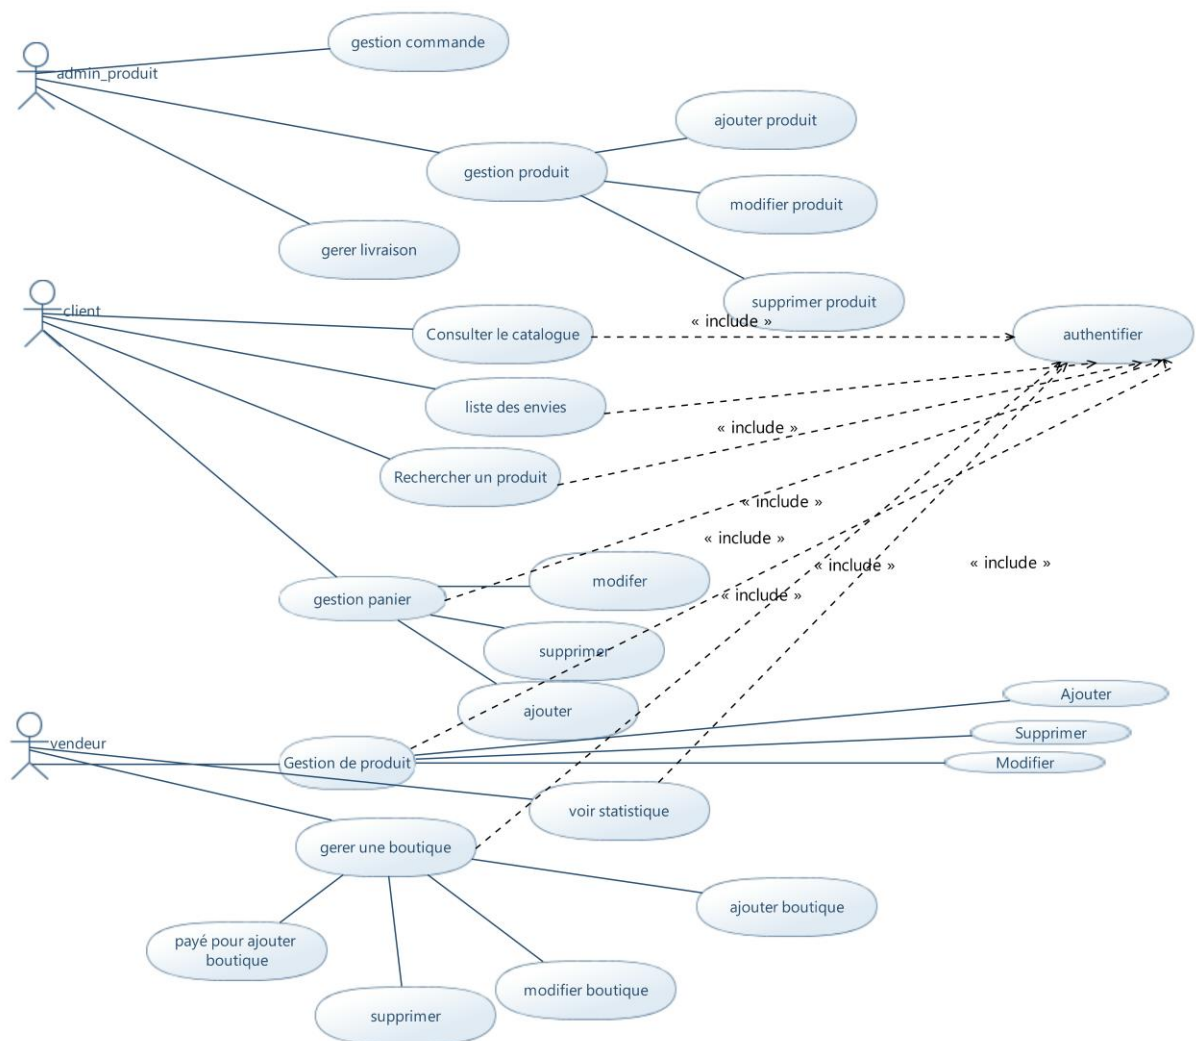 gestion commande
admin_produit
ajouter produit
gestion produit
modifier produit
gerer livraison
supprimer produit
client
« include »
Consulter le catalogue
authentifier
liste des envies
« include »
Rechercher un produit
« include »
« include »
« include »
« include »
modifer
« include »
gestion panier
supprimer
Ajouter
ajouter
Supprimer
vendeur
Gestion de produit
Modifier
voir statistique
gerer une boutique
ajouter boutique
payé pour ajouter
boutique
modifier boutique
supprimer